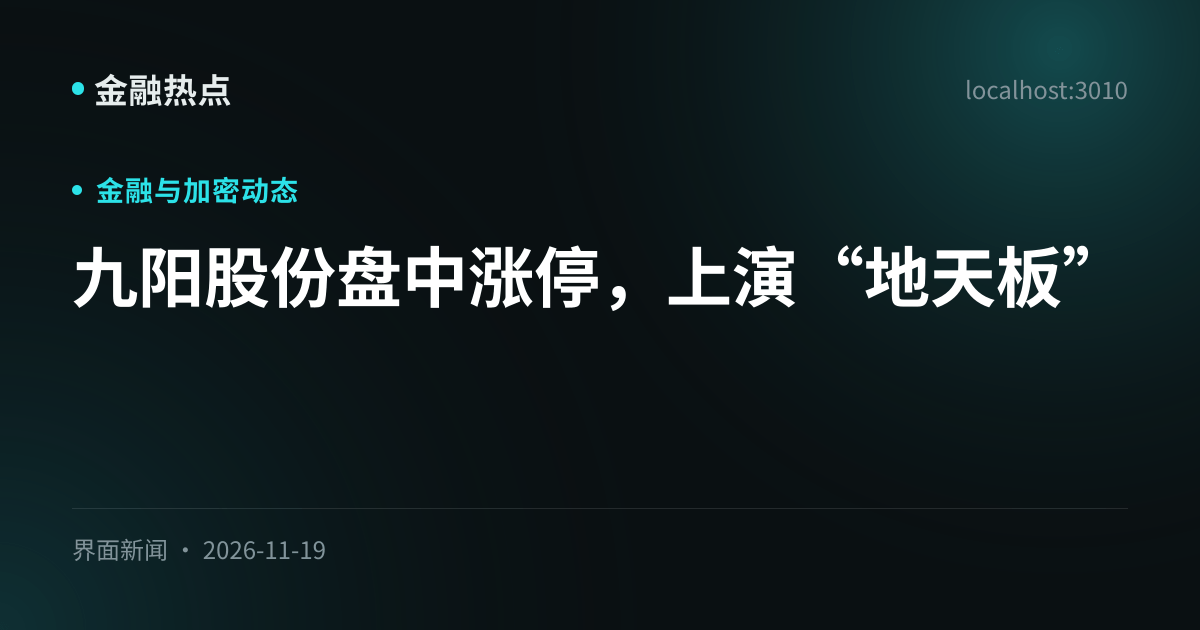 金融热点
localhost:3010
金融与加密动态
九阳股份盘中涨停，上演“地天板”
界面新闻 · 2026-11-19